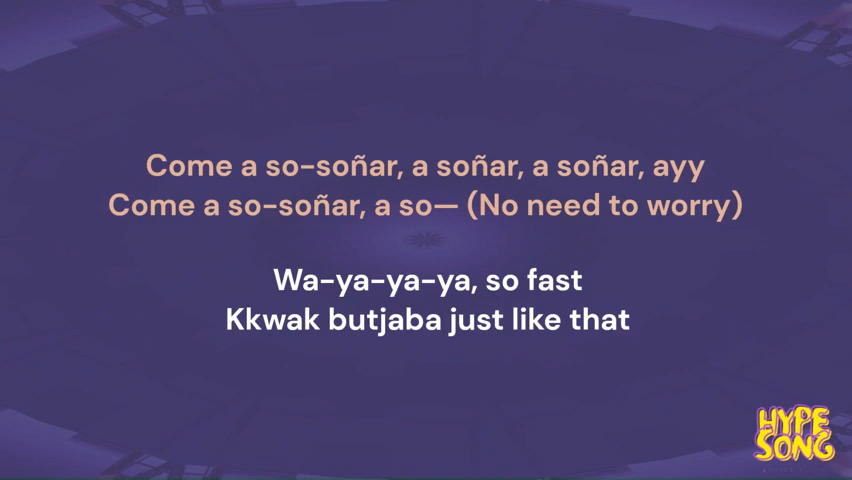 Come a so-soñar, a soñar, a soñar, ayy
Come a so-soñar, a so— (No need to worry)
Wa-ya-ya-ya, so fast
Kkwak butjaba just like that
HYPE
SONG